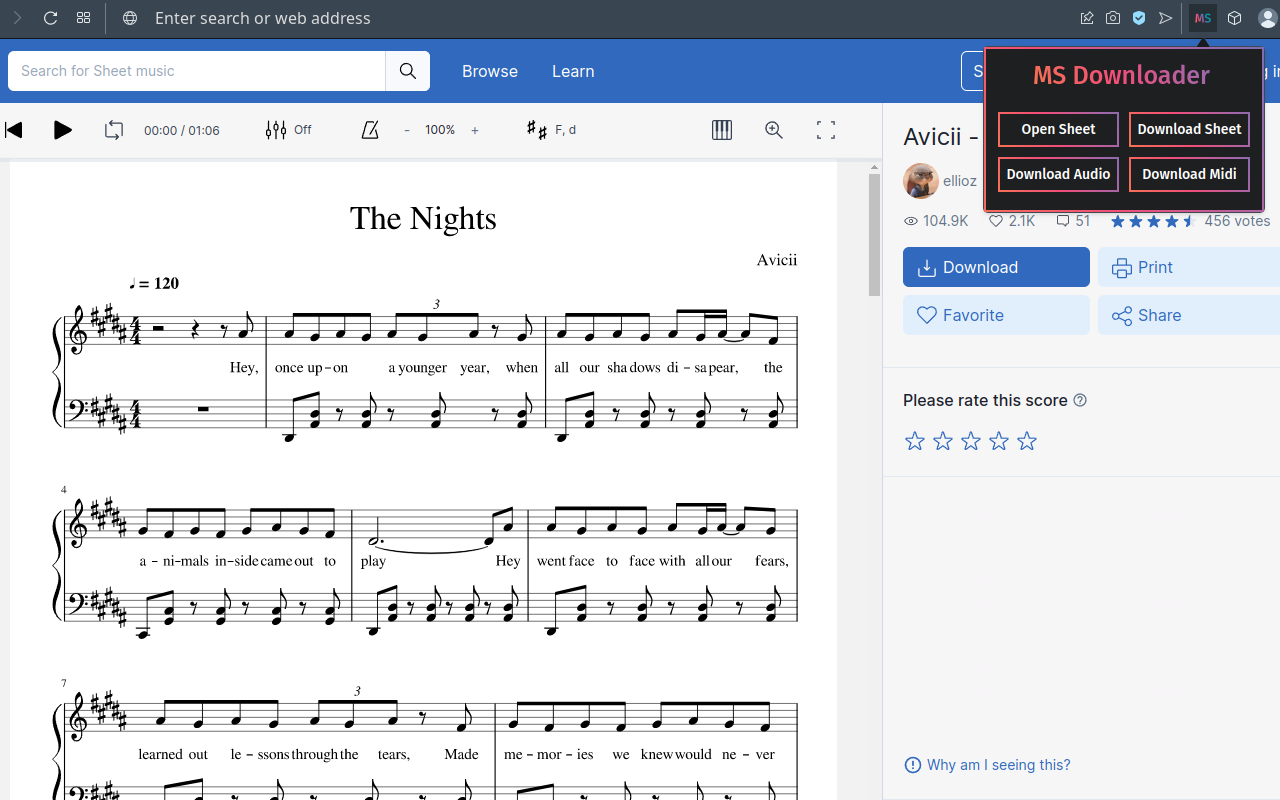 Enter search or web address
MS
Search for Sheet music
Browse
Learn
MS Downloader
Open Sheet
Download Sheet
Download Audio
Download Midi
00:00 / 01:06
Off
- 100% +
F, d
Avicii -
ellioz
104.9K
2.1K
51
456 votes
Download
Print
Favorite
Share
Please rate this score
Why am I seeing this?
The Nights
Avicii
= 120
3
Hey, once up-on a younger year, when all our sha dows di - sa pear, the
4
a - ni-mals in-side came out to play Hey went face to face with all our fears,
7
3
learned out le - ssons through the tears, Made me - mor - ies we knew would ne - ver